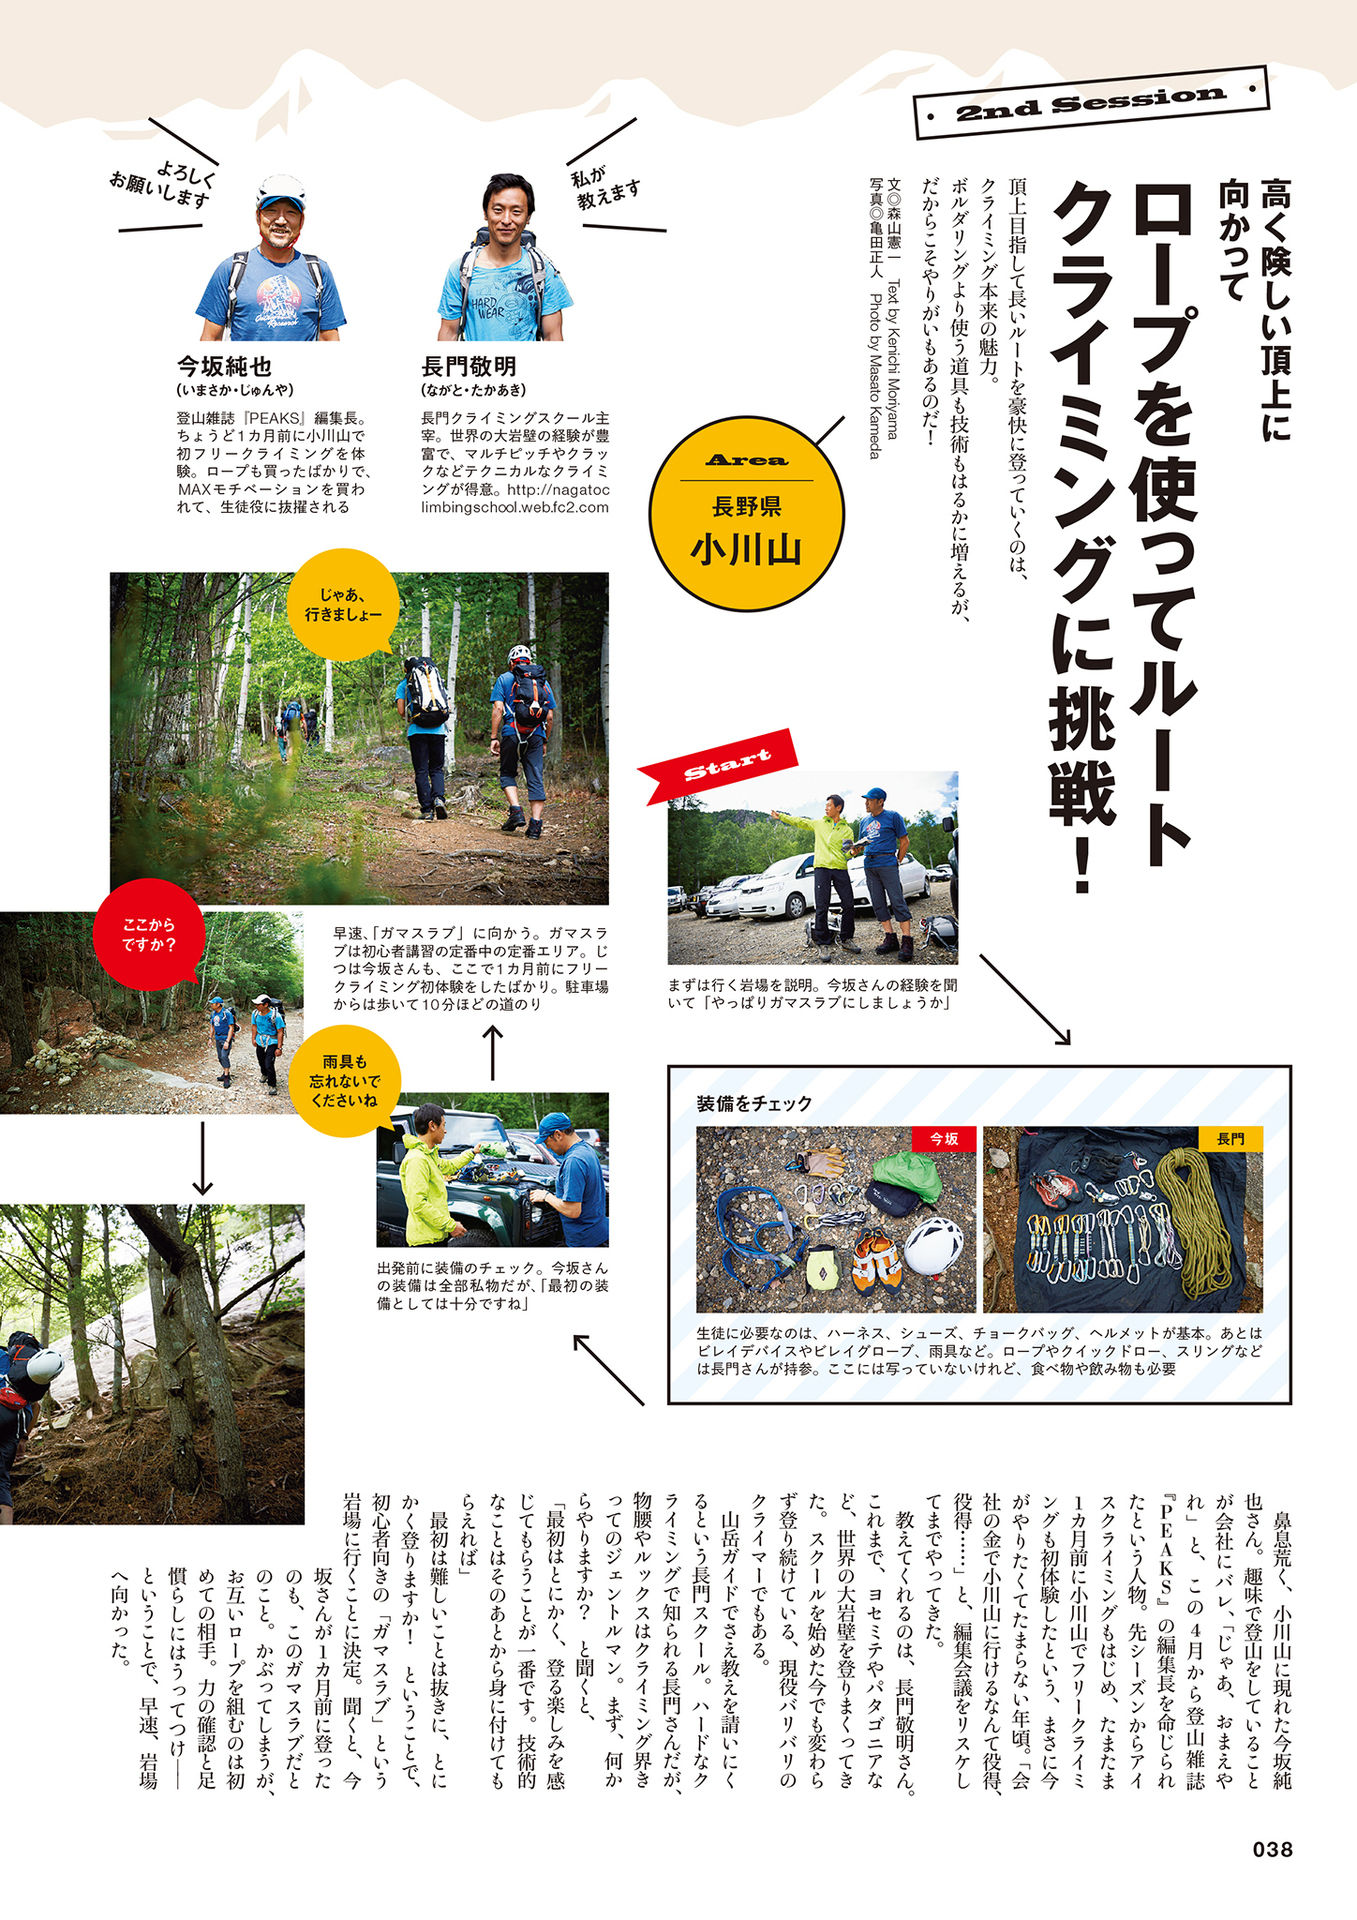 2nd Session
高く険しい頂上に
向かって
ロープを使ってルート
クライミングに挑戦！
頂上目指して長いルートを豪快に登っていくのは、
クライミング本来の魅力。
ボルダリングより使う道具も技術もはるかに増えるが、
だからこそやりがいもあるのだ！
文◎森山憲一　Text by Kenichi Moriyama
写真◎亀田正人　Photo by Masato Kameda
Area
長野県
小川山
私が
教えます
長門敬明
（ながと・たかあき）
長門クライミングスクール主
宰。世界の大岩壁の経験が豊
富で、マルチピッチやクラッ
クなどテクニカルなクライミ
ングが得意。http://nagatoc
limbingschool.web.fc2.com
よろしく
お願いします
今坂純也
（いまさか・じゅんや）
登山雑誌『PEAKS』編集長。
ちょうど1カ月前に小川山で
初フリークライミングを体
験。ロープも買ったばかりで、
MAXモチベーションを買わ
れて、生徒役に抜擢される
Start
まずは行く岩場を説明。今坂さんの経験を聞
いて「やっぱりガマスラブにしましょうか」
装備をチェック
今坂
長門
生徒に必要なのは、ハーネス、シューズ、チョークバッグ、ヘルメットが基本。あとは
ビレイデバイスやビレイグローブ、雨具など。ロープやクイックドロー、スリングなど
は長門さんが持参。ここには写っていないけれど、食べ物や飲み物も必要
雨具も
忘れないで
くださいね
出発前に装備のチェック。今坂さん
の装備は全部私物だが、「最初の装
備としては十分ですね」
じゃあ、
行きましょー
早速、「ガマスラブ」に向かう。ガマスラ
ブは初心者講習の定番中の定番エリア。じ
つは今坂さんも、ここで1カ月前にフリー
クライミング初体験をしたばかり。駐車場
からは歩いて10分ほどの道のり
ここから
ですか？
鼻息荒く、小川山に現れた今坂純
也さん。趣味で登山をしていること
が会社にバレ、「じゃあ、おまえや
れ」と、この4月から登山雑誌
『PEAKS』の編集長を命じられ
たという人物。先シーズンからアイ
スクライミングもはじめ、たまたま
1カ月前に小川山でフリークライミ
ングも初体験したという、まさに今
がやりたくてたまらない年頃。「会
社の金で小川山に行けるなんて役得、
役得……」と、編集会議をリスケし
てまでやってきた。
教えてくれるのは、長門敬明さん。
これまで、ヨセミテやパタゴニアな
ど、世界の大岩壁を登りまくってき
た。スクールを始めた今でも変わら
ず登り続けている、現役バリバリの
クライマーでもある。
山岳ガイドでさえ教えを請いにく
るという長門スクール。ハードなク
ライミングで知られる長門さんだが、
物腰やルックスはクライミング界き
ってのジェントルマン。まず、何か
らやりますか？　と聞くと、
「最初はとにかく、登る楽しみを感
じてもらうことが一番です。技術的
なことはそのあとから身に付けても
らえれば」
最初は難しいことは抜きに、とに
かく登りますか！　ということで、
初心者向きの「ガマスラブ」という
岩場に行くことに決定。聞くと、今
坂さんが1カ月前に登った
のも、このガマスラブだと
のこと。かぶってしまうが、
お互いロープを組むのは初
めての相手。力の確認と足
慣らしにはうってつけ――
ということで、早速、岩場
へ向かった。
038